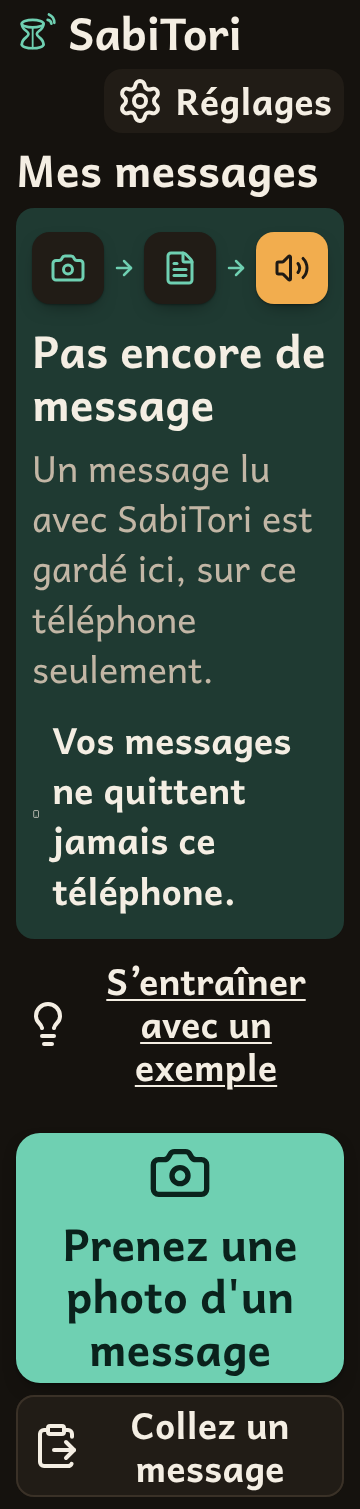 SabiTori
Réglages
Mes messages
Pas encore de
message
Un message lu
avec SabiTori est
gardé ici, sur ce
téléphone
seulement.
Vos messages
ne quittent
jamais ce
téléphone.
S’entraîner
avec un
exemple
Prenez une
photo d'un
message
Collez un
message